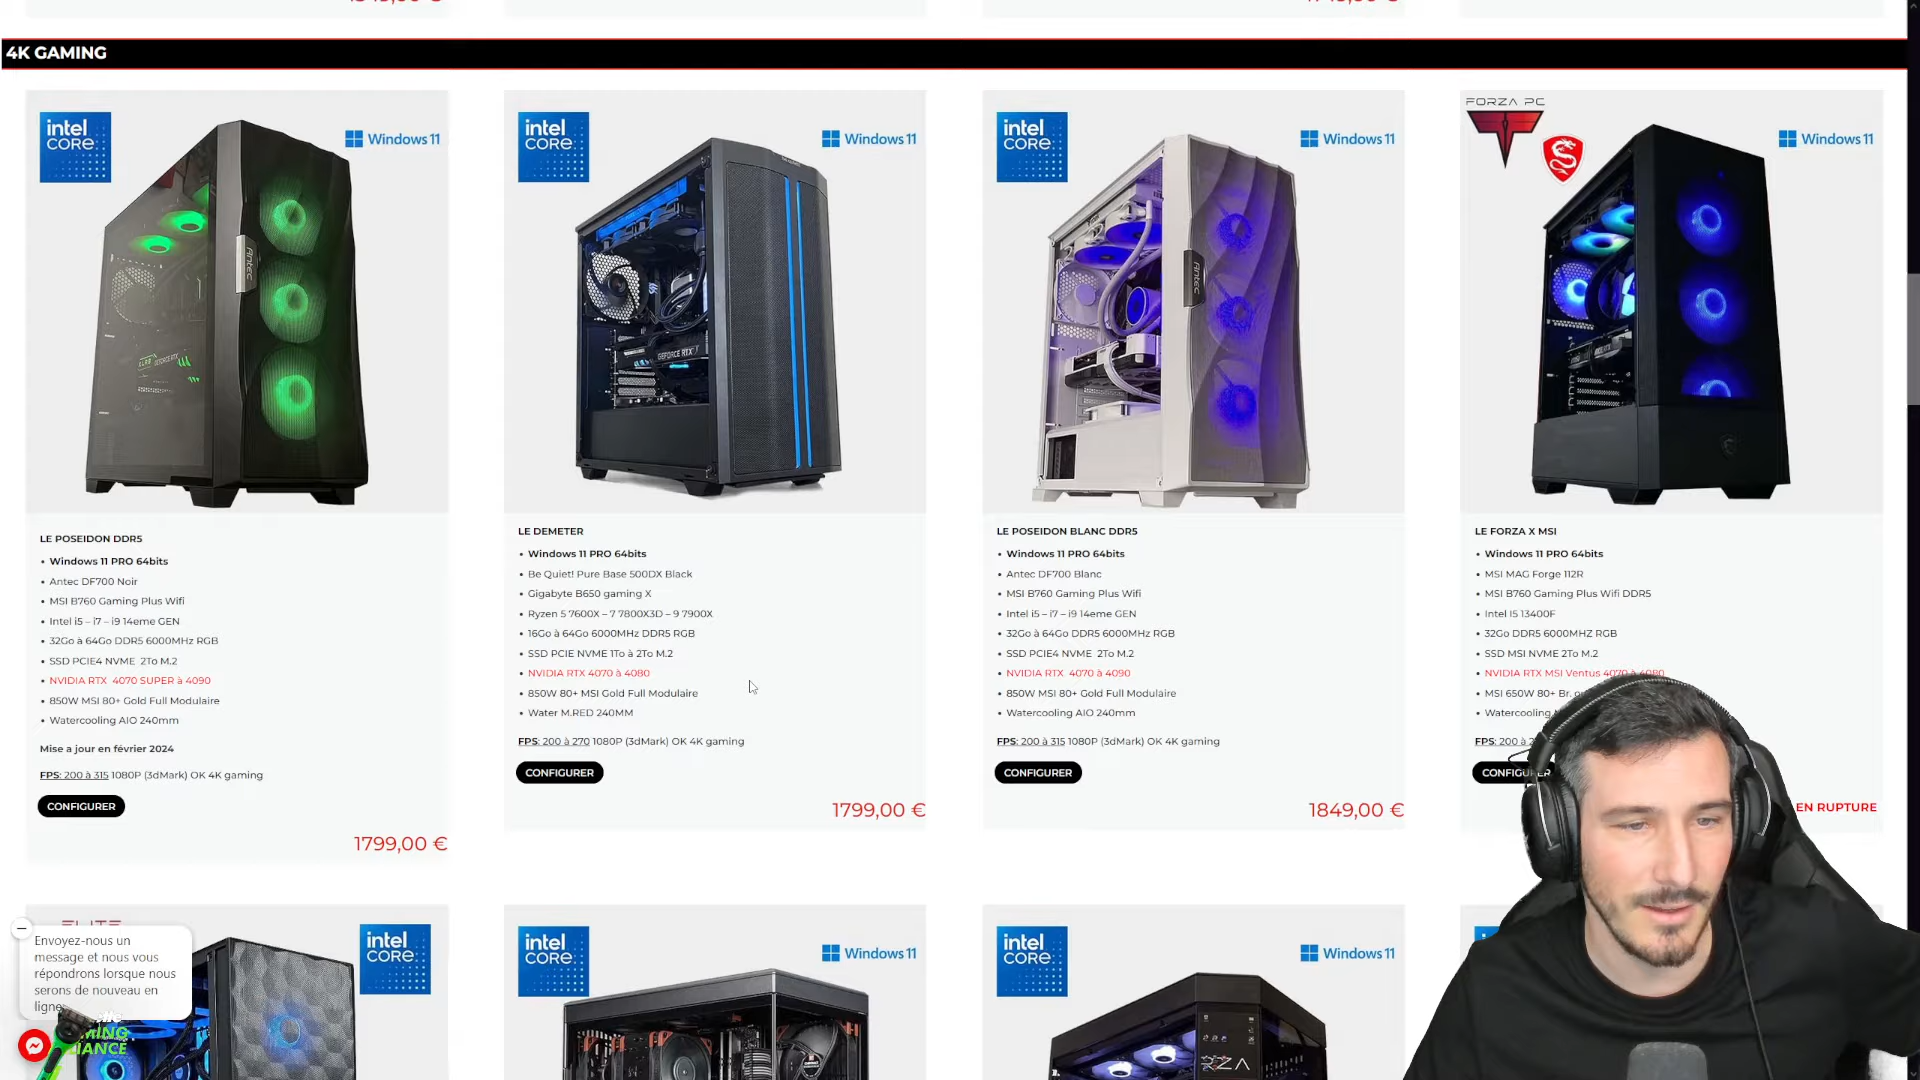 4K GAMING
intel
CORE
Windows 11
LE POSEIDON DDR5
• Windows 11 PRO 64bits
• Antec DF700 Noir
• MSI B760 Gaming Plus Wifi
• Intel i5 – i7 – i9 14eme GEN
• 32Go à 64Go DDR5 6000MHz RGB
• SSD PCIE4 NVME 2To M.2
• NVIDIA RTX 4070 SUPER à 4090
• 850W MSI 80+ Gold Full Modulaire
• Watercooling AIO 240mm
Mise a jour en février 2024
FPS: 200 à 315 1080P (3dMark) OK 4K gaming
CONFIGURER
1799,00 €
intel
CORE
Windows 11
GEFORCE RTX
LE DEMETER
• Windows 11 PRO 64bits
• Be Quiet! Pure Base 500DX Black
• Gigabyte B650 gaming X
• Ryzen 5 7600X – 7 7800X3D – 9 7900X
• 16Go à 64Go 6000MHz DDR5 RGB
• SSD PCIE NVME 1To à 2To M.2
• NVIDIA RTX 4070 à 4080
• 850W 80+ MSI Gold Full Modulaire
• Water M.RED 240MM
FPS: 200 à 270 1080P (3dMark) OK 4K gaming
CONFIGURER
1799,00 €
intel
CORE
Windows 11
Antec
LE POSEIDON BLANC DDR5
• Windows 11 PRO 64bits
• Antec DF700 Blanc
• MSI B760 Gaming Plus Wifi
• Intel i5 – i7 – i9 14eme GEN
• 32Go à 64Go DDR5 6000MHz RGB
• SSD PCIE4 NVME 2To M.2
• NVIDIA RTX 4070 à 4090
• 850W MSI 80+ Gold Full Modulaire
• Watercooling AIO 240mm
FPS: 200 à 315 1080P (3dMark) OK 4K gaming
CONFIGURER
1849,00 €
FORZA PC
Windows 11
LE FORZA X MSI
• Windows 11 PRO 64bits
• MSI MAG Forge 112R
• MSI B760 Gaming Plus Wifi DDR5
• Intel I5 13400F
• 32Go DDR5 6000MHZ RGB
• SSD MSI NVME 2To M.2
• NVIDIA RTX MSI Ventus 4070 à 4080
• MSI 650W 80+ Br.
• Watercooling
FPS: 200 à
CONFIGURER
EN RUPTURE
ELITE
intel
CORE
Envoyez-nous un
message et nous vous
répondrons lorsque nous
serons de nouveau en
ligne
intel
CORE
Windows 11
intel
CORE
Windows 11